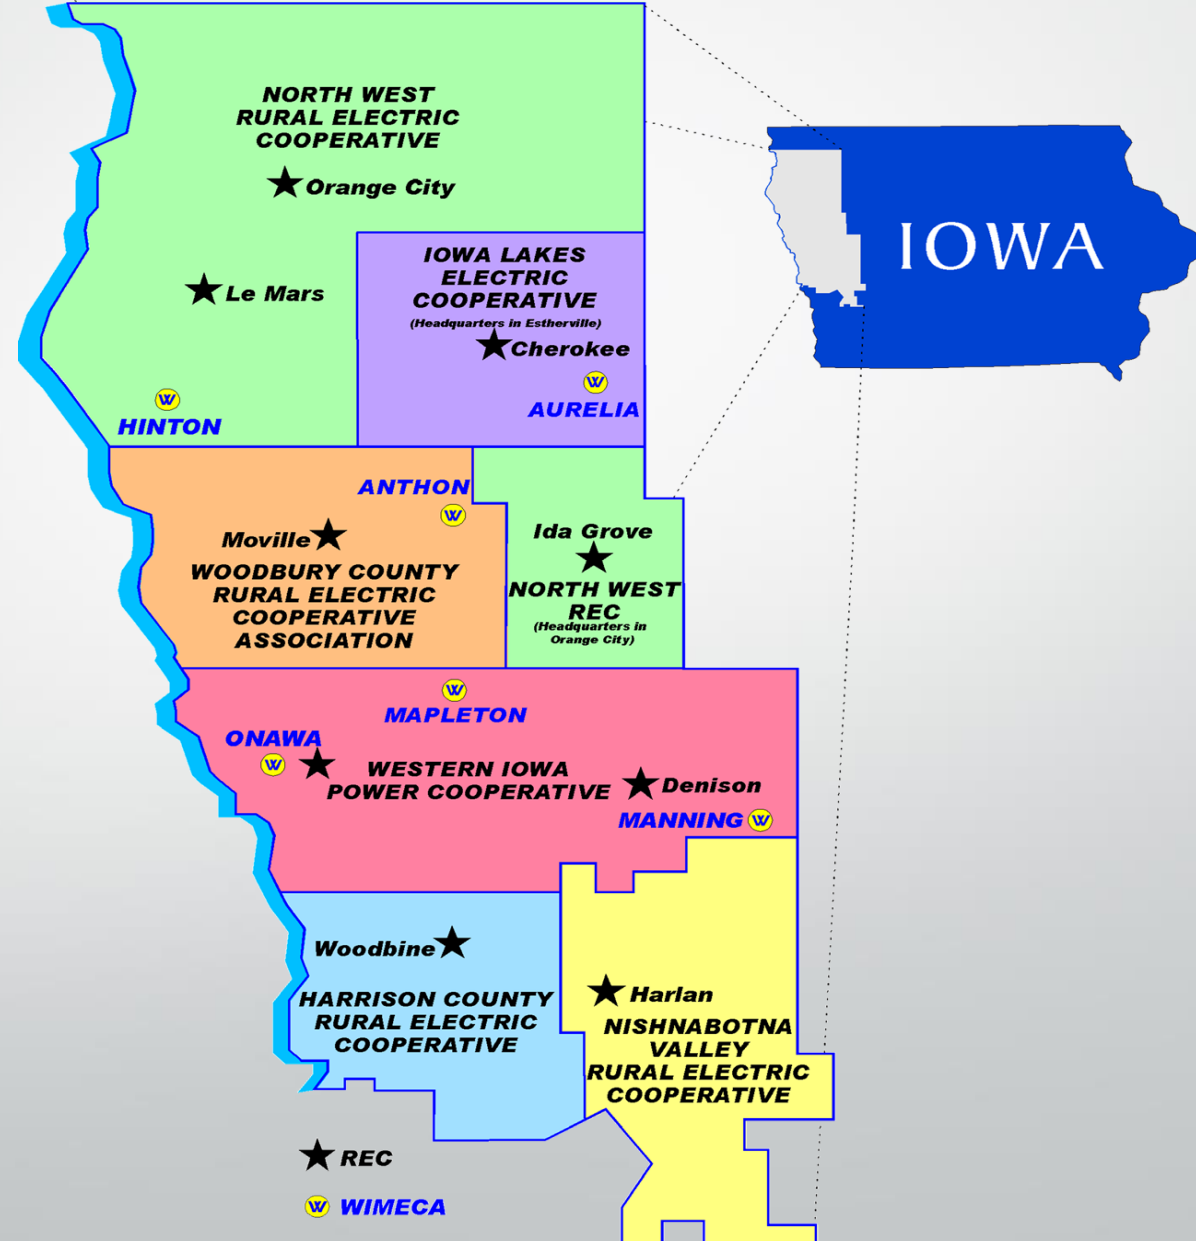 NORTH WEST
RURAL ELECTRIC
COOPERATIVE
Orange City
Le Mars
IOWA
IOWA LAKES
ELECTRIC
COOPERATIVE
(Headquarters in Estherville)
Cherokee
W
AURELIA
W
HINTON
ANTHON
W
Moville
WOODBURY COUNTY
RURAL ELECTRIC
COOPERATIVE
ASSOCIATION
Ida Grove
NORTH WEST
REC
(Headquarters in
Orange City)
W
MAPLETON
ONAWA
W
WESTERN IOWA
POWER COOPERATIVE
Denison
MANNING W
Woodbine
HARRISON COUNTY
RURAL ELECTRIC
COOPERATIVE
Harlan
NISHNABOTNA
VALLEY
RURAL ELECTRIC
COOPERATIVE
REC
W WIMECA